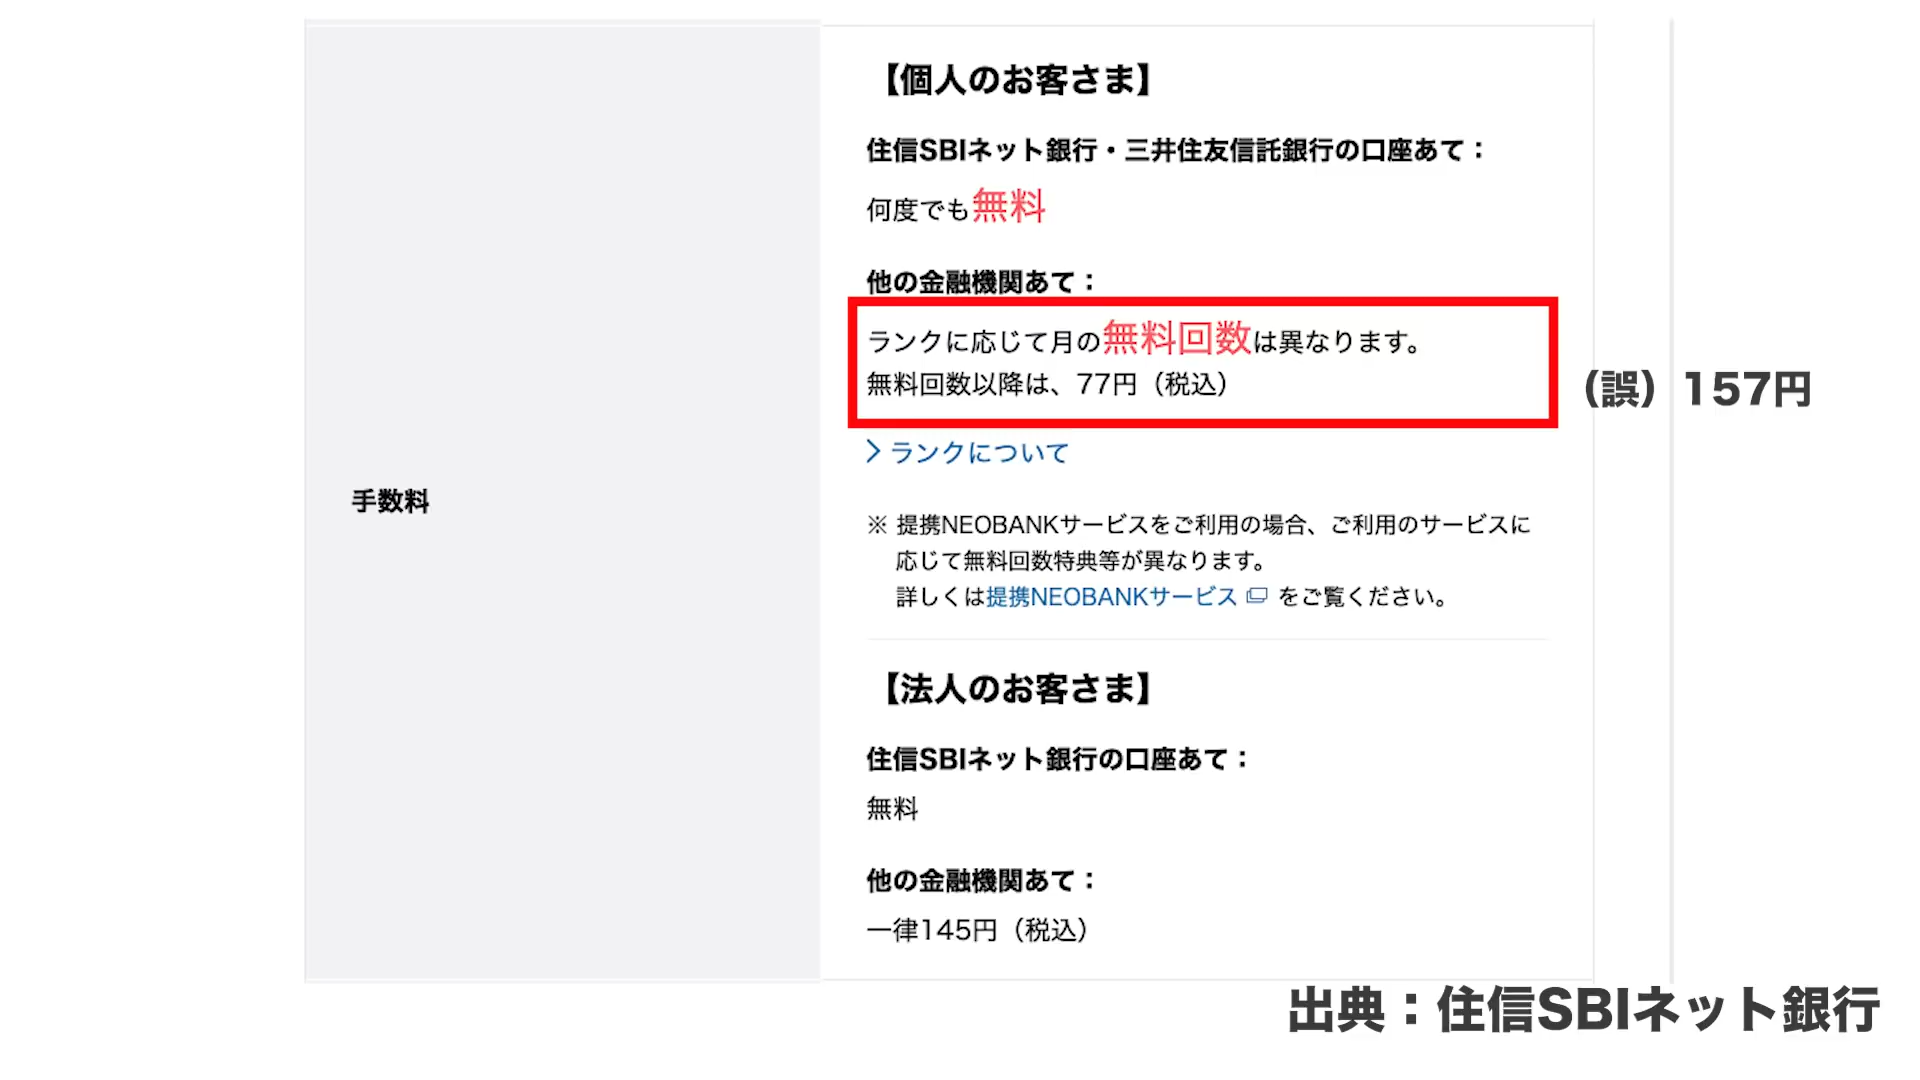 手数料
【個人のお客さま】
住信SBIネット銀行・三井住友信託銀行の口座あて：
何度でも無料
他の金融機関あて：
ランクに応じて月の無料回数は異なります。
無料回数以降は、77円（税込）
（誤）157円
ランクについて
※ 提携NEOBANKサービスをご利用の場合、ご利用のサービスに
応じて無料回数特典等が異なります。
詳しくは提携NEOBANKサービス をご覧ください。
【法人のお客さま】
住信SBIネット銀行の口座あて：
無料
他の金融機関あて：
一律145円（税込）
出典：住信SBIネット銀行